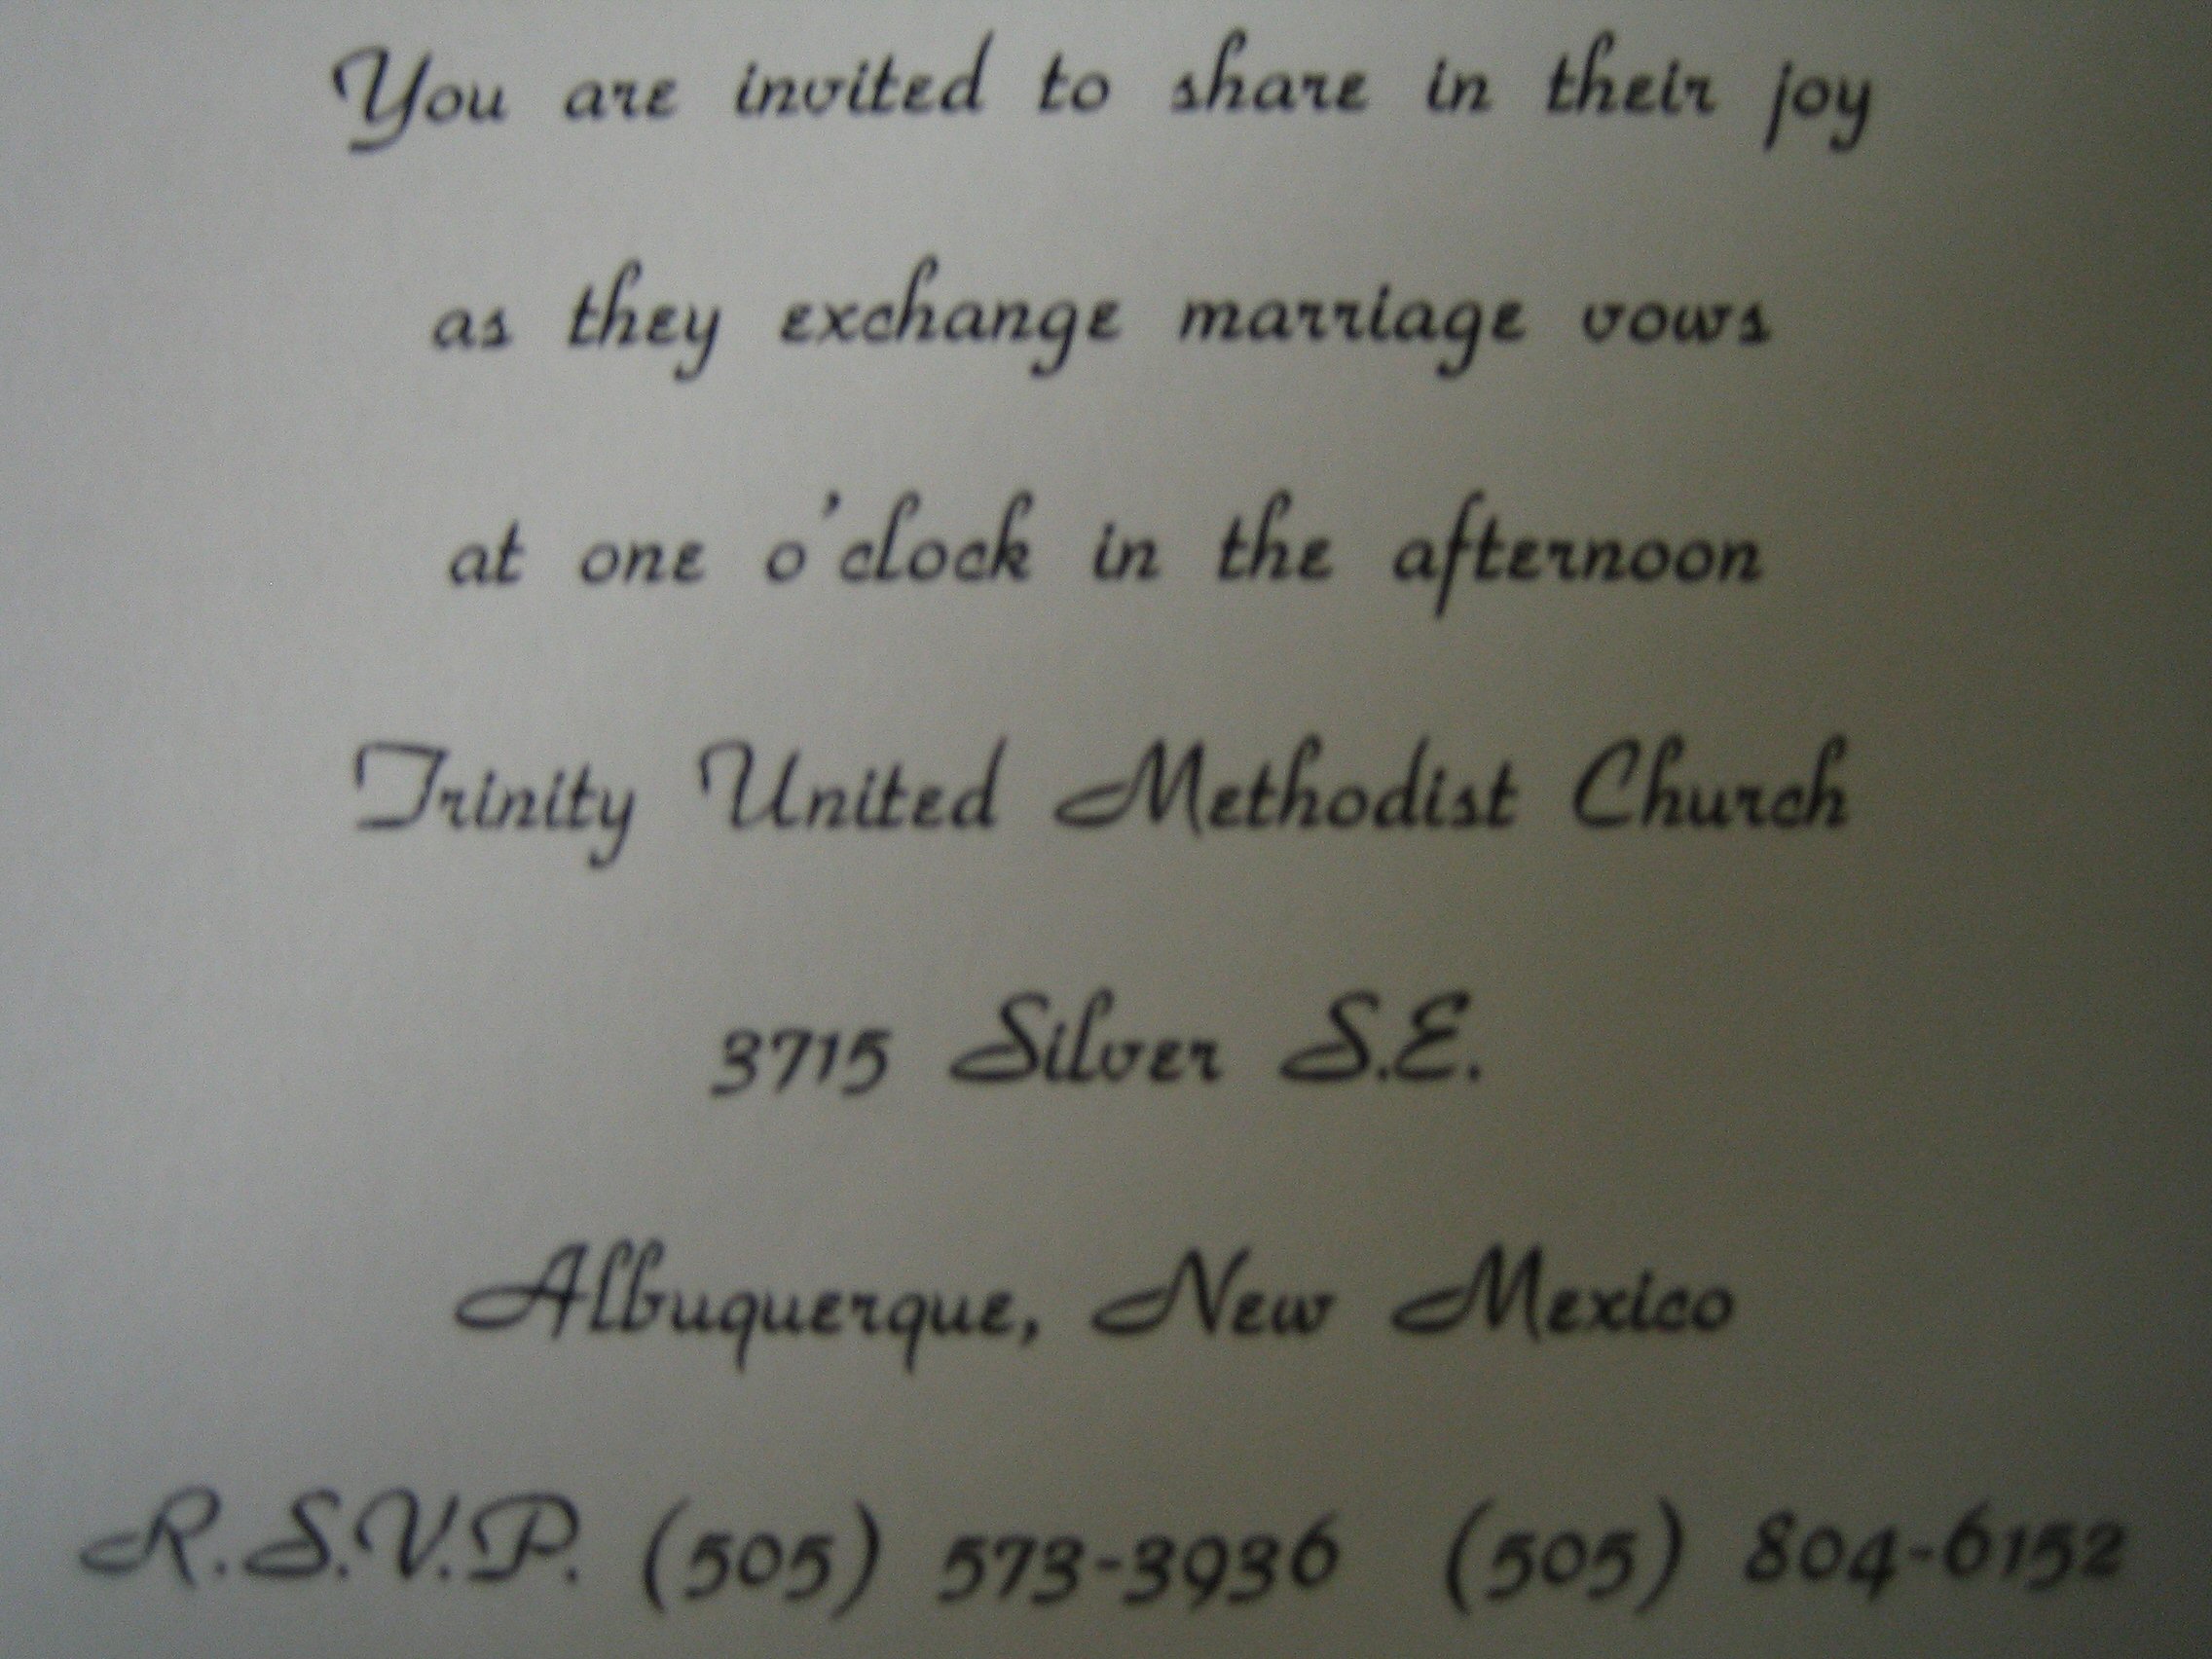 You are invited to share in their joy
as they exchange marriage vows
at one o'clock in the afternoon
Trinity United Methodist Church
3715 Silver S.E.
Albuquerque, New Mexico
R.S.V.P. (505) 573-3936 (505) 804-6152